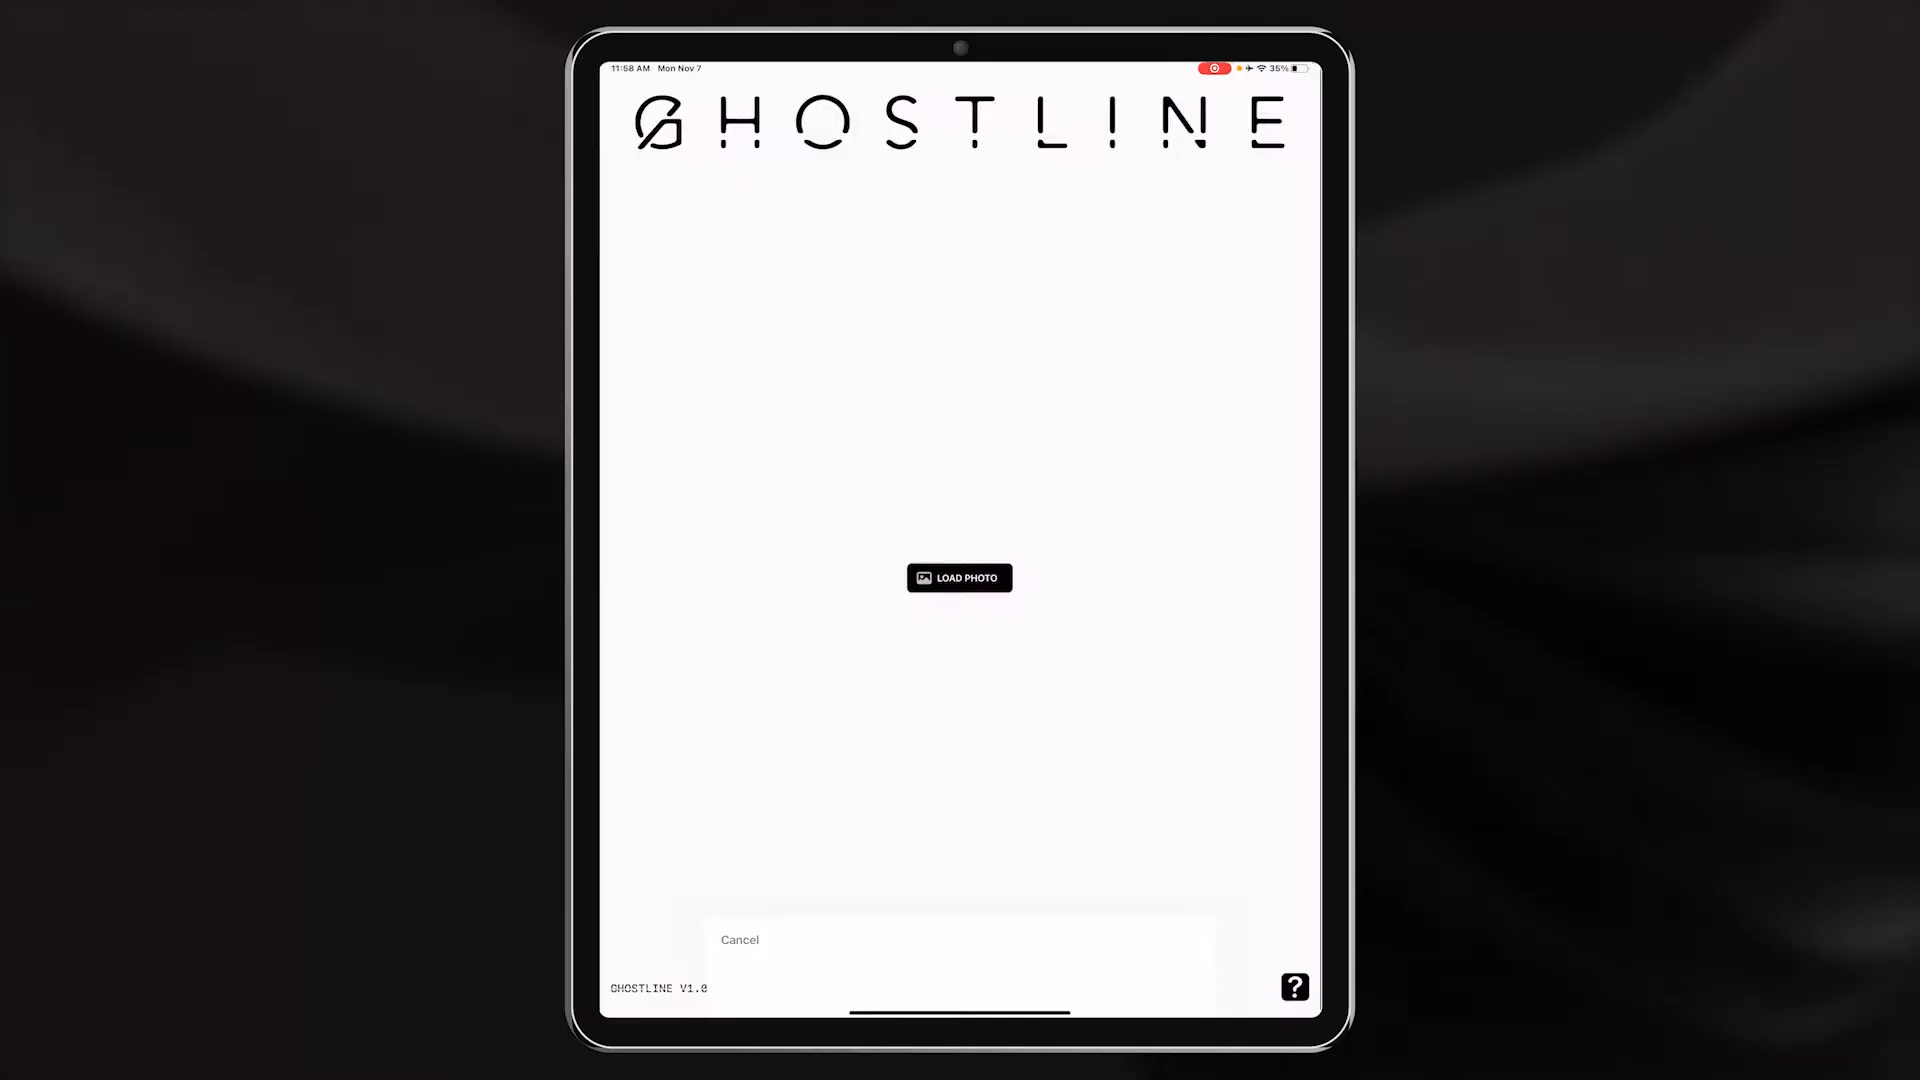 11:58 AM Mon Nov 7
35%
GHOSTLINE
LOAD PHOTO
Cancel
GHOSTLINE V1.0
?